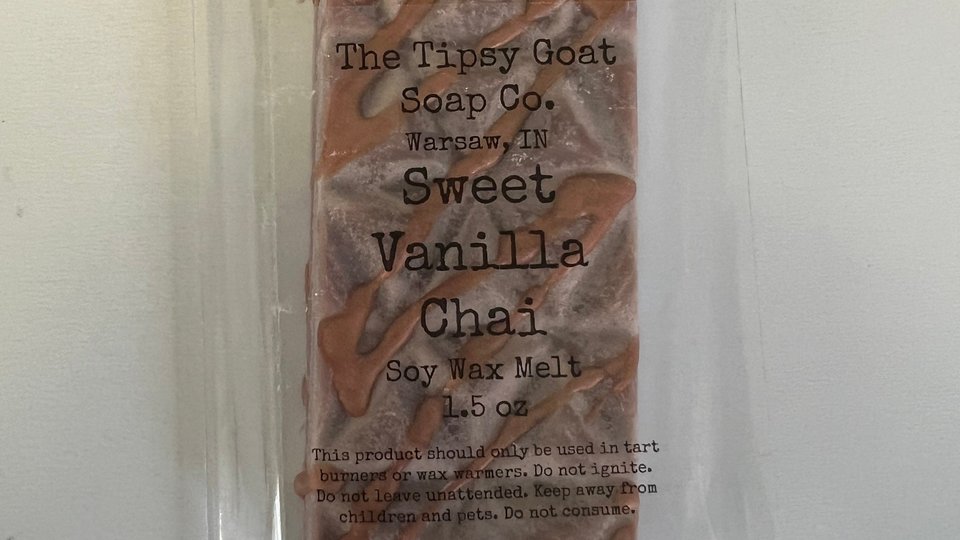 The Tipsy Goat
Soap Co.
Warsaw, IN
Sweet
Vanilla
Chai
Soy Wax Melt
1.5 oz
This product should only be used in tart
burners or wax warmers. Do not ignite.
Do not leave unattended. Keep away from
children and pets. Do not consume.